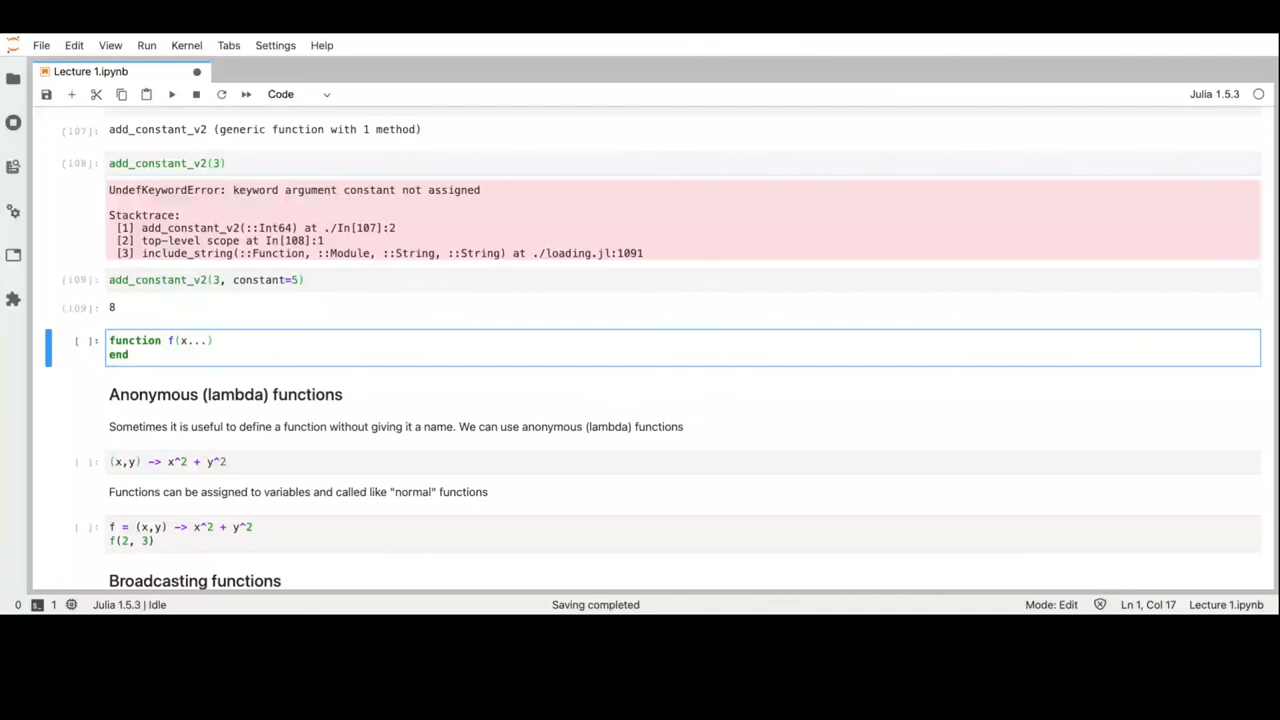 File Edit View Run Kernel Tabs Settings Help
Lecture 1.ipynb
Code
Julia 1.5.3
[107]: add_constant_v2 (generic function with 1 method)
[108]: add_constant_v2(3)
UndefKeywordError: keyword argument constant not assigned
Stacktrace:
[1] add_constant_v2(::Int64) at ./In[107]:2
[2] top-level scope at In[108]:1
[3] include_string(::Function, ::Module, ::String, ::String) at ./loading.jl:1091
[109]: add_constant_v2(3, constant=5)
[109]: 8
[ ]: function f(x...)
end
Anonymous (lambda) functions
Sometimes it is useful to define a function without giving it a name. We can use anonymous (lambda) functions
[ ]: (x,y) -> x^2 + y^2
Functions can be assigned to variables and called like "normal" functions
[ ]: f = (x,y) -> x^2 + y^2
f(2, 3)
Broadcasting functions
0 $_ 1 Julia 1.5.3 | Idle Saving completed Mode: Edit Ln 1, Col 17 Lecture 1.ipynb